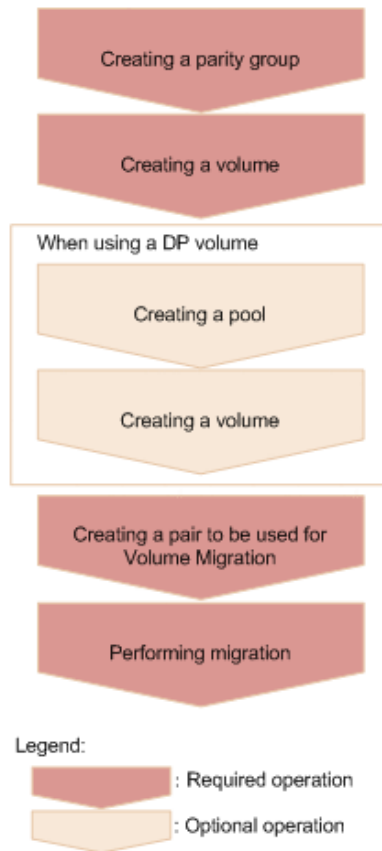 Creating a parity group
Creating a volume
When using a DP volume
Creating a pool
Creating a volume
Creating a pair to be used for
Volume Migration
Performing migration
Legend:
: Required operation
: Optional operation